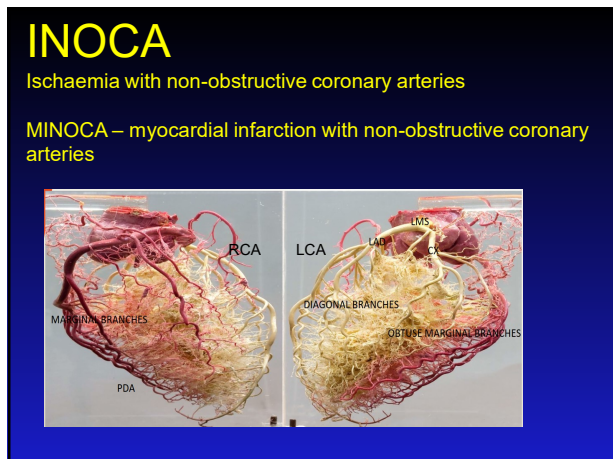 INOCA
Ischaemia with non-obstructive coronary arteries
MINOCA – myocardial infarction with non-obstructive coronary
arteries
RCA
MARGINAL BRANCHES
PDA
LCA
LMS
LAD
CX
DIAGONAL BRANCHES
OBTUSE MARGINAL BRANCHES